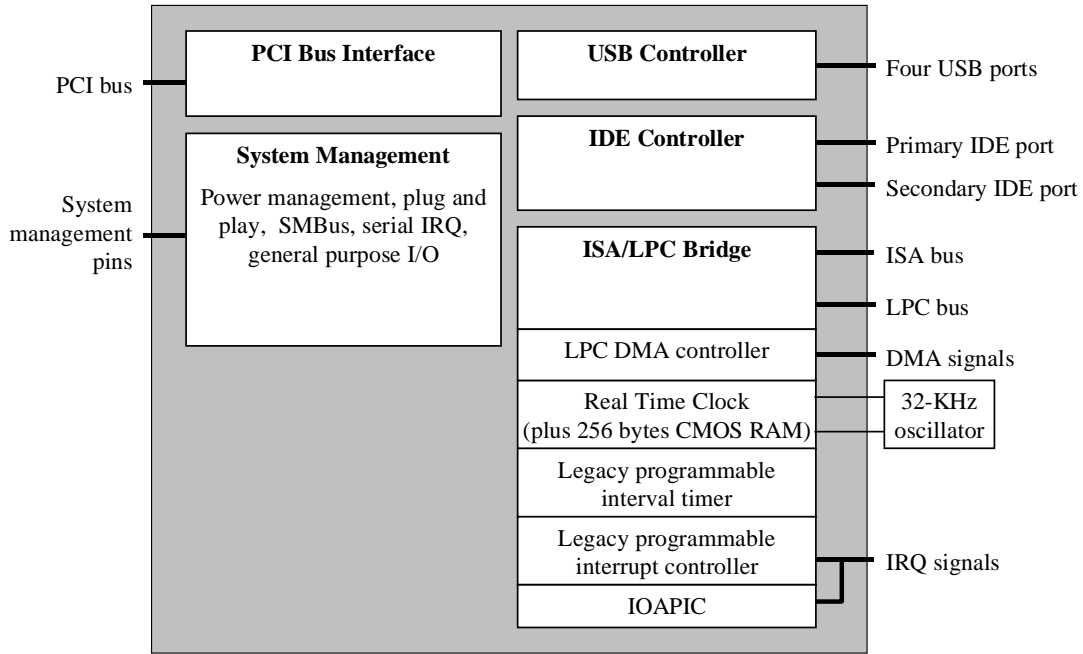 PCI Bus Interface
PCI bus
System Management
Power management, plug and
play, SMBus, serial IRQ,
general purpose I/O
System
management
pins
USB Controller
Four USB ports
IDE Controller
Primary IDE port
Secondary IDE port
ISA/LPC Bridge
ISA bus
LPC bus
LPC DMA controller
DMA signals
Real Time Clock
(plus 256 bytes CMOS RAM)
32-KHz
oscillator
Legacy programmable
interval timer
Legacy programmable
interrupt controller
IRQ signals
IOAPIC